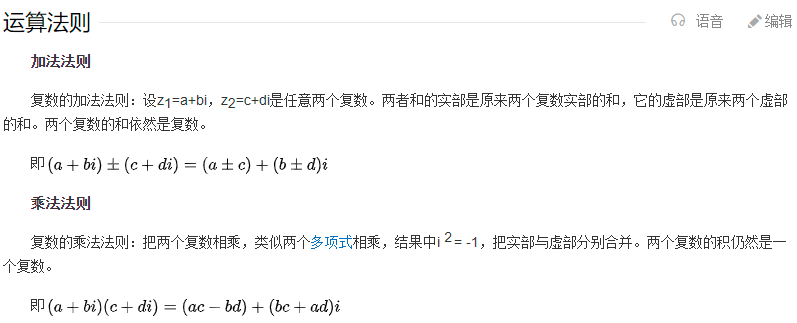 运算法则 语音 编辑
加法法则
复数的加法法则：设z1=a+bi，z2=c+di是任意两个复数。两者和的实部是原来两个复数实部的和，它的虚部是原来两个虚部
的和。两个复数的和依然是复数。
即(a + bi) ± (c + di) = (a ± c) + (b ± d)i
乘法法则
复数的乘法法则：把两个复数相乘，类似两个多项式相乘，结果中i 2 = -1，把实部与虚部分别合并。两个复数的积仍然是一
个复数。
即(a + bi)(c + di) = (ac − bd) + (bc + ad)i